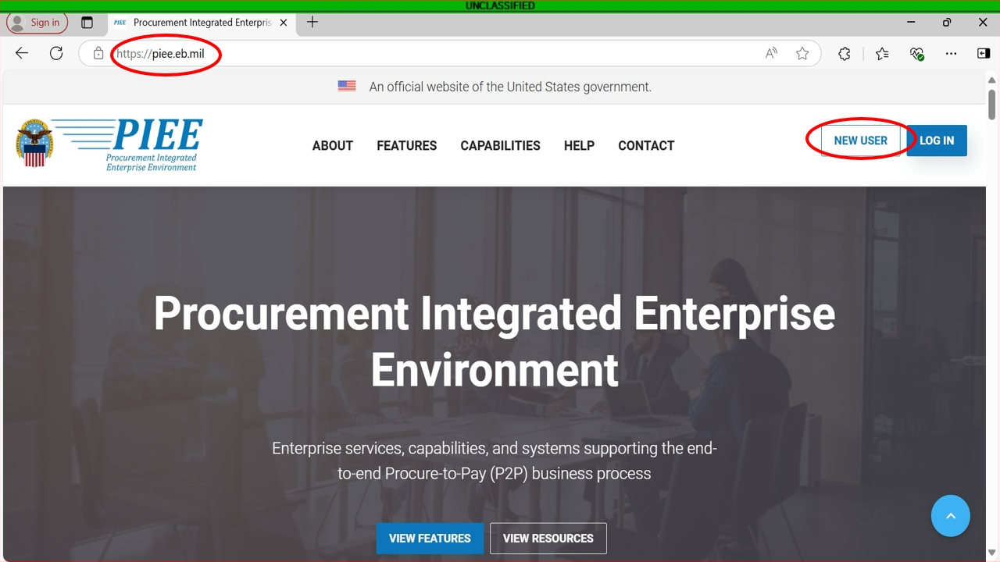 UNCLASSIFIED
Sign in
PIEE Procurement Integrated Enterpris
https://piee.eb.mil
An official website of the United States government.
PIEE
Procurement Integrated
Enterprise Environment
ABOUT FEATURES CAPABILITIES HELP CONTACT
NEW USER LOG IN
Procurement Integrated Enterprise
Environment
Enterprise services, capabilities, and systems supporting the end-
to-end Procure-to-Pay (P2P) business process
VIEW FEATURES VIEW RESOURCES